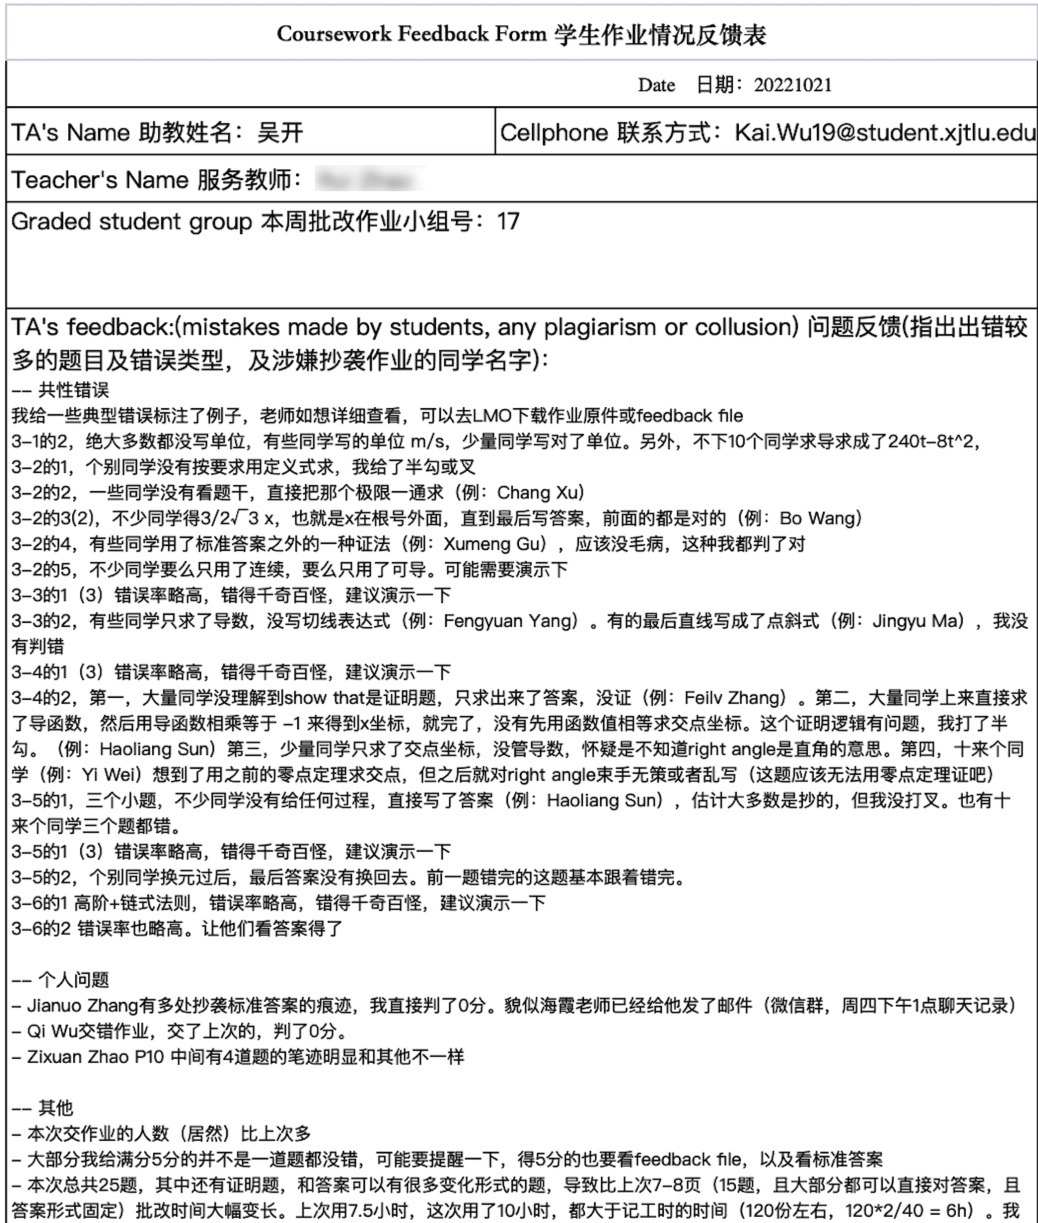 Coursework Feedback Form 学生作业情况反馈表
Date 日期：20221021
TA's Name 助教姓名：吴开
Cellphone 联系方式：Kai.Wu19@student.xjtlu.edu
Teacher's Name 服务教师：
Graded student group 本周批改作业小组号：17
TA's feedback:(mistakes made by students, any plagiarism or collusion) 问题反馈(指出出错较
多的题目及错误类型，及涉嫌抄袭作业的同学名字)：
-- 共性错误
我给一些典型错误标注了例子，老师如想详细查看，可以去LMO下载作业原件或feedback file
3-1的2，绝大多数都没写单位，有些同学写的单位 m/s，少量同学写对了单位。另外，不下10个同学求导求成了240t-8t^2，
3-2的1，个别同学没有按要求用定义式求，我给了半勾或叉
3-2的2，一些同学没有看题干，直接把那个极限一通求（例：Chang Xu）
3-2的3(2)，不少同学得3/2√3 x，也就是x在根号外面，直到最后写答案，前面的都是对的（例：Bo Wang）
3-2的4，有些同学用了标准答案之外的一种证法（例：Xumeng Gu），应该没毛病，这种我都判了对
3-2的5，不少同学要么只用了连续，要么只用了可导。可能需要演示下
3-3的1（3）错误率略高，错得千奇百怪，建议演示一下
3-3的2，有些同学只求了导数，没写切线表达式（例：Fengyuan Yang）。有的最后直线写成了点斜式（例：Jingyu Ma），我没
有判错
3-4的1（3）错误率略高，错得千奇百怪，建议演示一下
3-4的2，第一，大量同学没理解到show that是证明题，只求出来了答案，没证（例：Feilv Zhang）。第二，大量同学上来直接求
了导函数，然后用导函数相乘等于 -1 来得到x坐标，就完了，没有先用函数值相等求交点坐标。这个证明逻辑有问题，我打了半
勾。（例：Haoliang Sun）第三，少量同学只求了交点坐标，没管导数，怀疑是不知道right angle是直角的意思。第四，十来个同
学（例：Yi Wei）想到了用之前的零点定理求交点，但之后就对right angle束手无策或者乱写（这题应该无法用零点定理证吧）
3-5的1，三个小题，不少同学没有给任何过程，直接写了答案（例：Haoliang Sun），估计大多数是抄的，但我没打叉。也有十
来个同学三个题都错。
3-5的1（3）错误率略高，错得千奇百怪，建议演示一下
3-5的2，个别同学换元过后，最后答案没有换回去。前一题错完的这题基本跟着错完。
3-6的1 高阶+链式法则，错误率略高，错得千奇百怪，建议演示一下
3-6的2 错误率也略高。让他们看答案得了
-- 个人问题
- Jianuo Zhang有多处抄袭标准答案的痕迹，我直接判了0分。貌似海霞老师已经给他发了邮件（微信群，周四下午1点聊天记录）
- Qi Wu交错作业，交了上次的，判了0分。
- Zixuan Zhao P10 中间有4道题的笔迹明显和其他不一样
-- 其他
- 本次交作业的人数（居然）比上次多
- 大部分我给满分5分的并不是一道题都没错，可能要提醒一下，得5分的也要看feedback file，以及看标准答案
- 本次总共25题，其中还有证明题，和答案可以有很多变化形式的题，导致比上次7-8页（15题，且大部分都可以直接对答案，且
答案形式固定）批改时间大幅变长。上次用7.5小时，这次用了10小时，都大于记工时的时间（120份左右，120*2/40 = 6h）。我